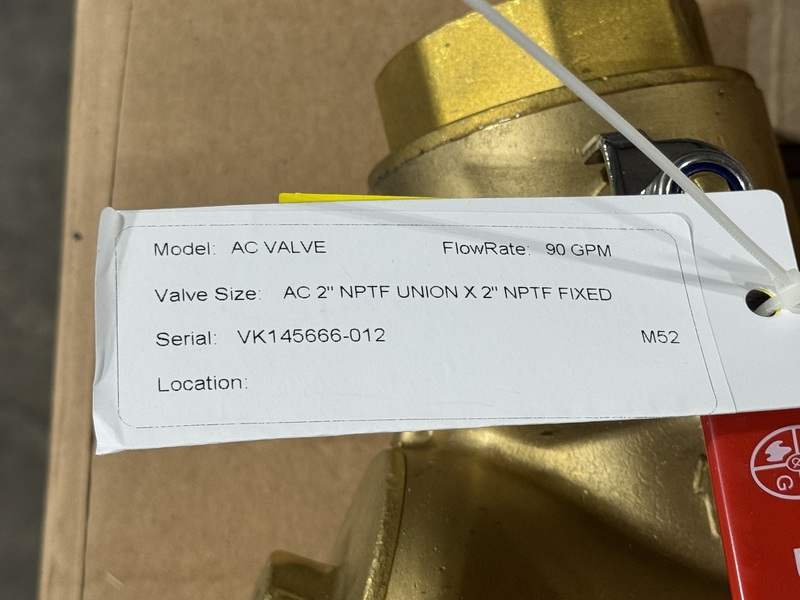 Model: AC VALVE FlowRate: 90 GPM
Valve Size: AC 2" NPTF UNION X 2" NPTF FIXED
Serial: VK145666-012 M52
Location:
G